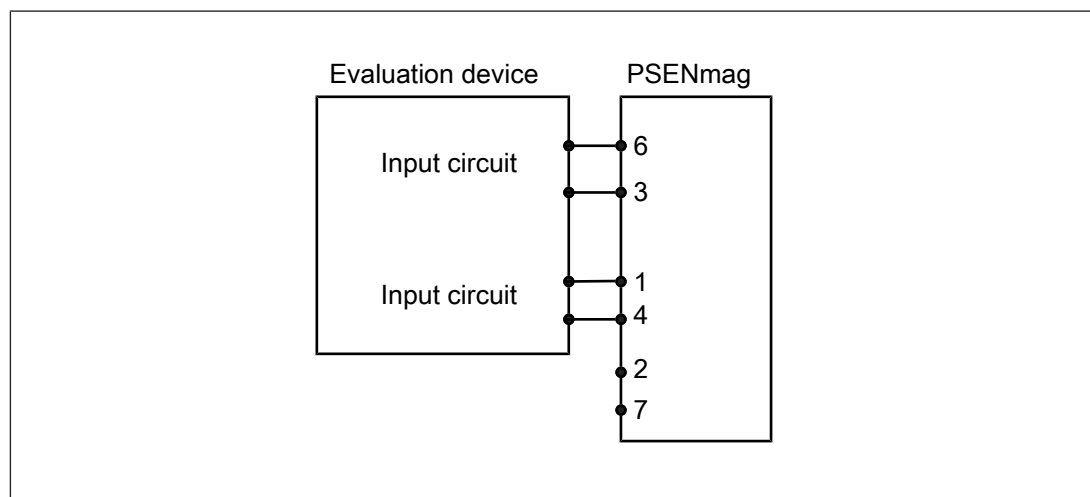 Evaluation device
PSENmag
Input circuit
6
3
Input circuit
1
4
2
7